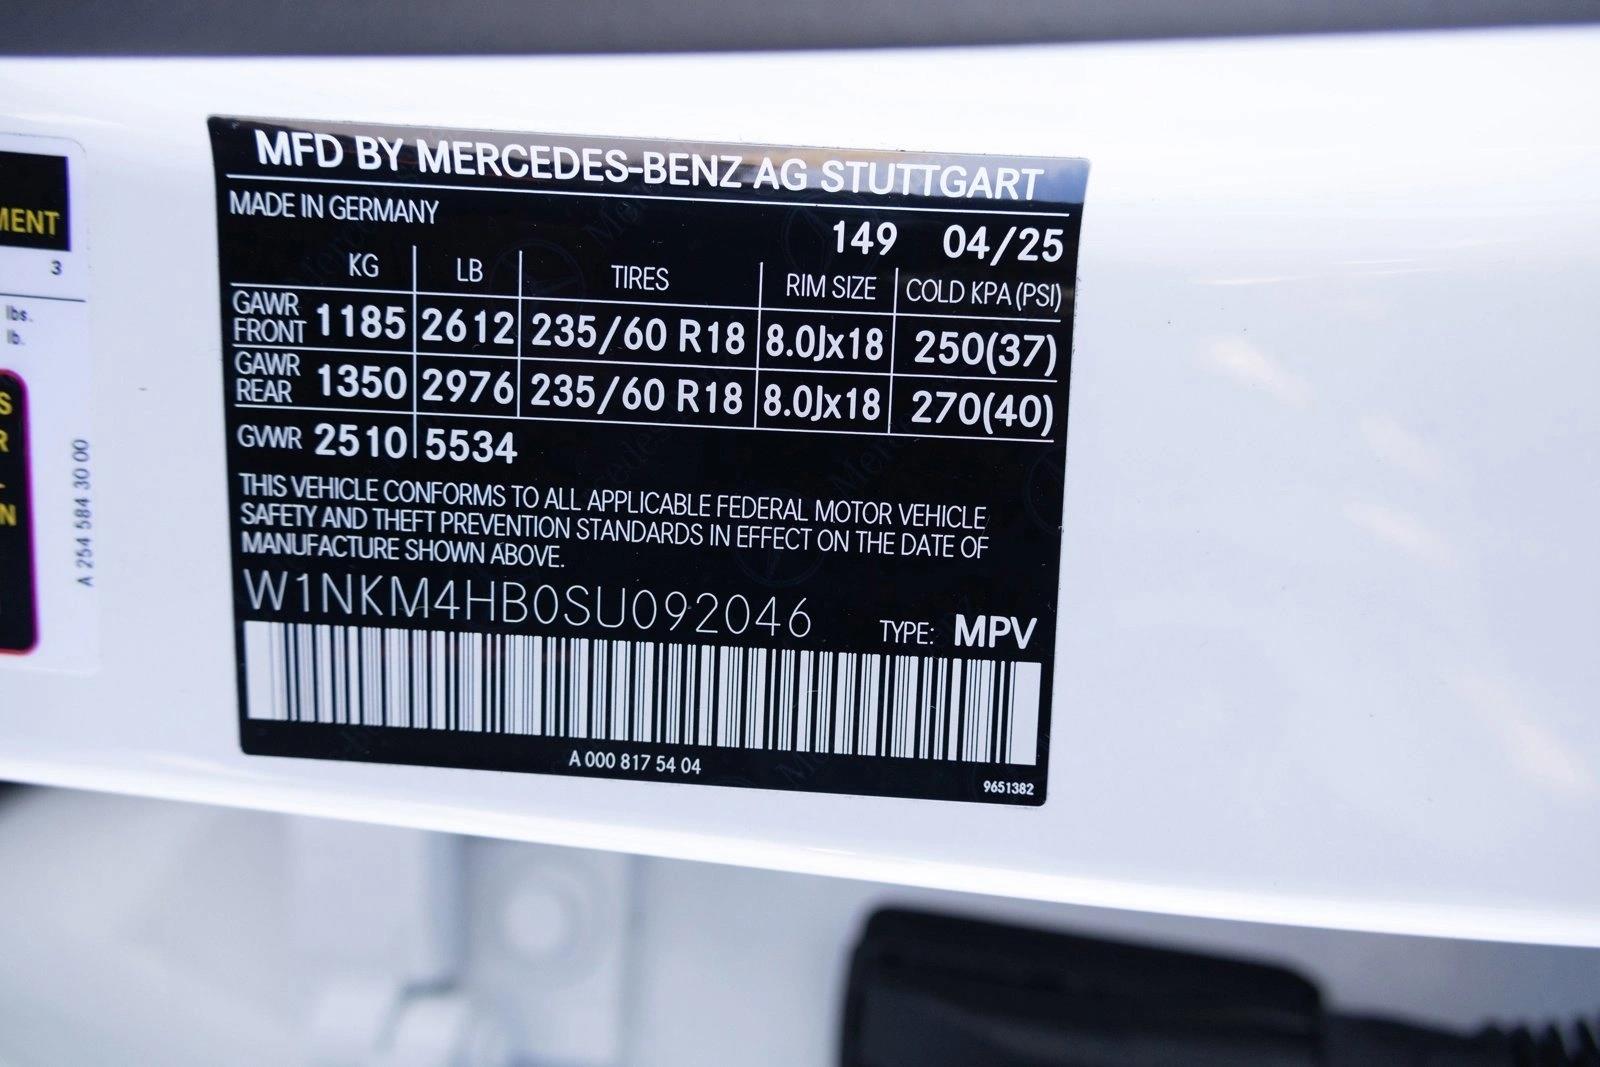 MENT
3
lbs.
lb.
S
R
N
A 254 584 30 00
MFD BY MERCEDES-BENZ AG STUTTGART
MADE IN GERMANY
149 04/25
KG LB TIRES RIM SIZE COLD KPA (PSI)
GAWR FRONT 1185 2612 235/60 R18 8.0Jx18 250(37)
GAWR REAR 1350 2976 235/60 R18 8.0Jx18 270(40)
GVWR 2510 5534
THIS VEHICLE CONFORMS TO ALL APPLICABLE FEDERAL MOTOR VEHICLE
SAFETY AND THEFT PREVENTION STANDARDS IN EFFECT ON THE DATE OF
MANUFACTURE SHOWN ABOVE.
W1NKM4HB0SU092046
TYPE: MPV
A 000 817 54 04
9651382